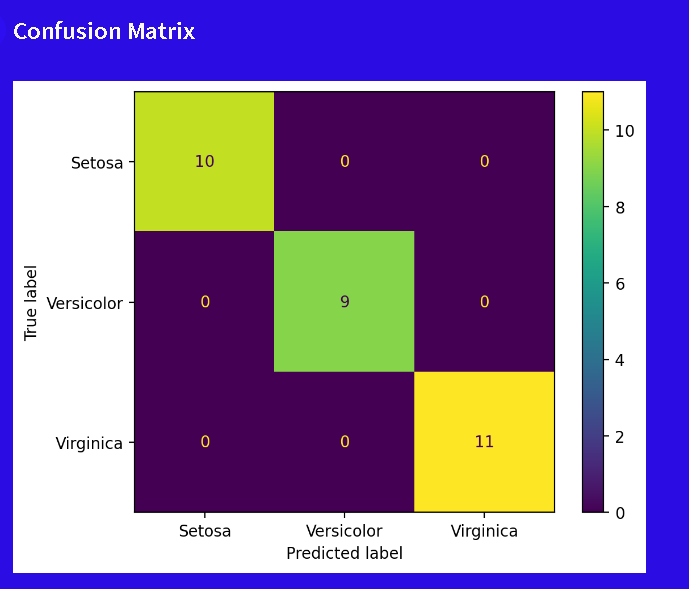 Confusion Matrix
Setosa 10 0 0
Versicolor 0 9 0
Virginica 0 0 11
True label
Setosa Versicolor Virginica
Predicted label
10
8
6
4
2
0